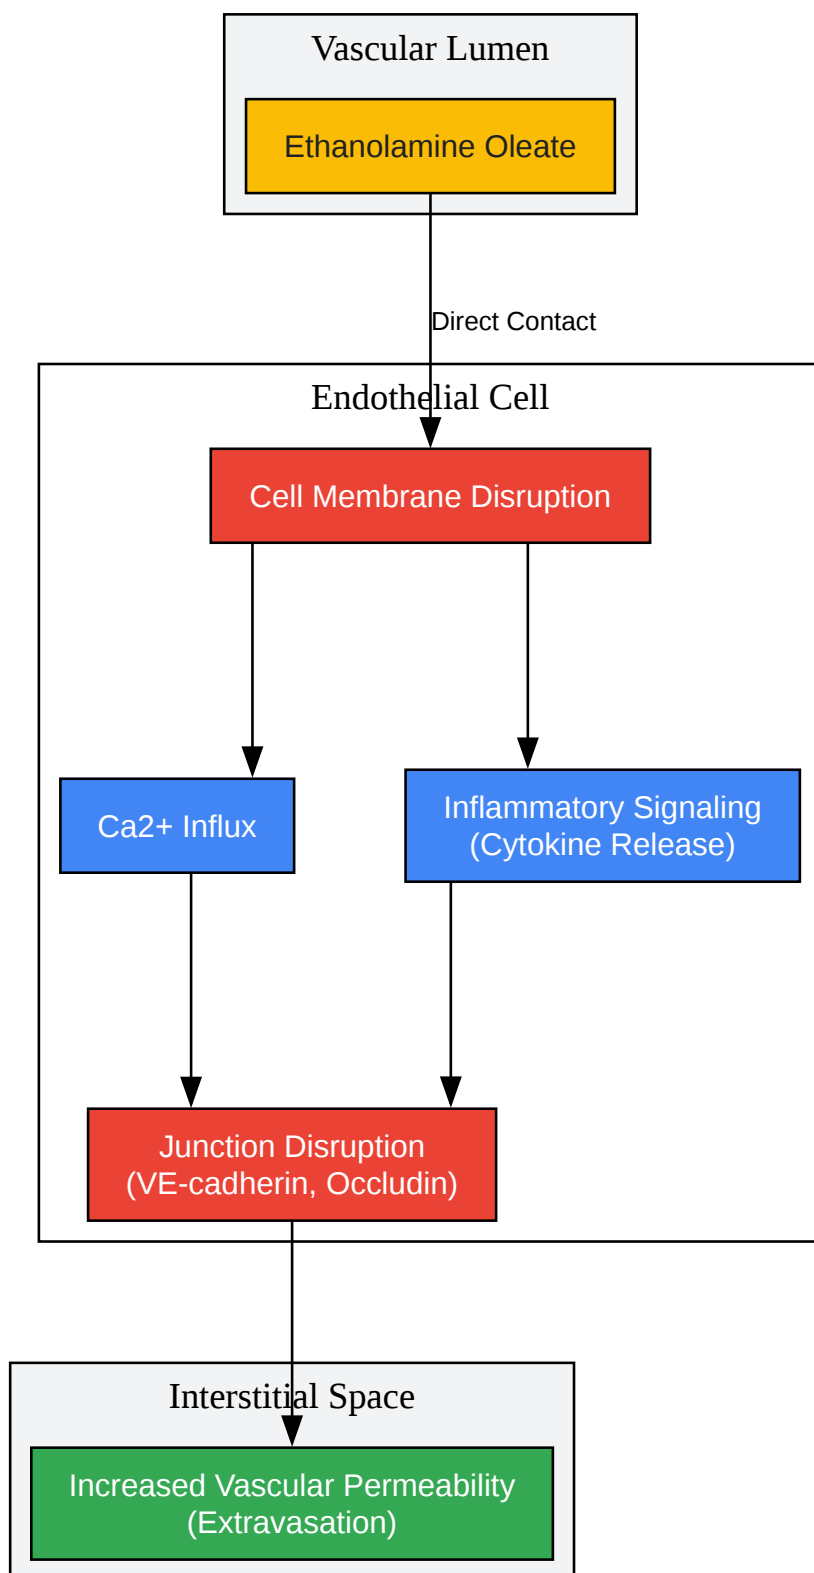 Vascular Lumen
Ethanolamine Oleate
Direct Contact
Endothelial Cell
Cell Membrane Disruption
Ca2+ Influx
Inflammatory Signaling
(Cytokine Release)
Junction Disruption
(VE-cadherin, Occludin)
Interstitial Space
Increased Vascular Permeability
(Extravasation)